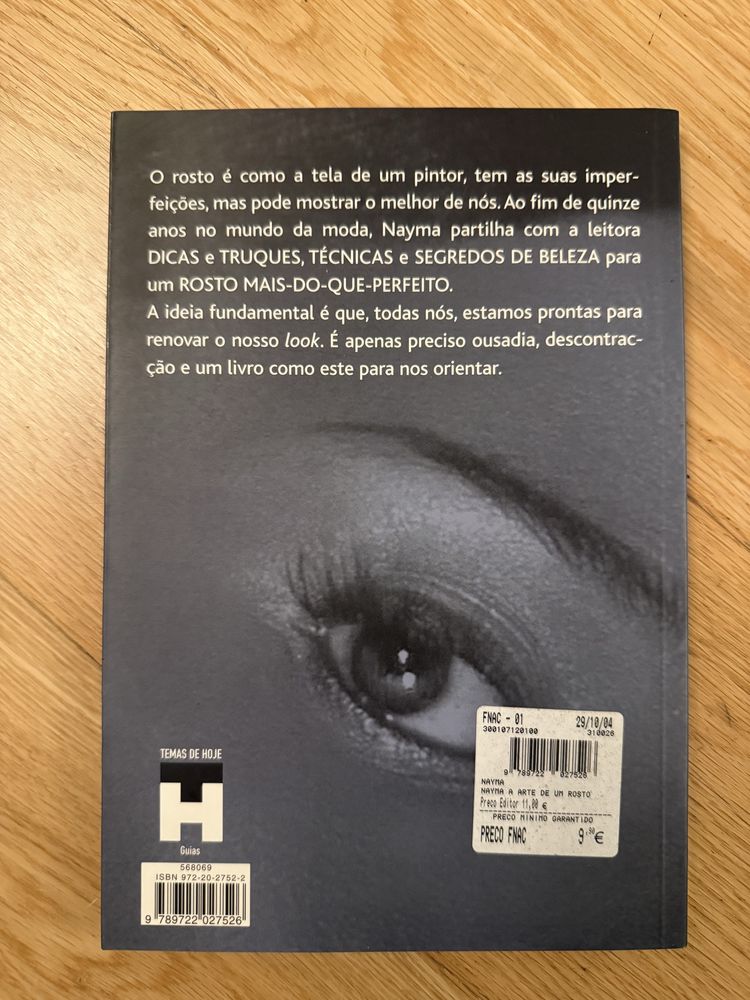 O rosto é como a tela de um pintor, tem as suas imper-
feições, mas pode mostrar o melhor de nós. Ao fim de quinze
anos no mundo da moda, Nayma partilha com a leitora
DICAS e TRUQUES, TÉCNICAS e SEGREDOS DE BELEZA para
um ROSTO MAIS-DO-QUE-PERFEITO.
A ideia fundamental é que, todas nós, estamos prontas para
renovar o nosso look. É apenas preciso ousadia, descontrac-
ção e um livro como este para nos orientar.
TEMAS DE HOJE
H
Guias
568069
ISBN 972-20-2752-2
9 789722 027526
FNAC - 01 29/10/04
300107120100 310026
9 789722 027526
NAYMA
NAYMA A ARTE DE UM ROSTO
Preco Editor 11,00 €
PRECO MINIMO GARANTIDO
PRECO FNAC 9,90€